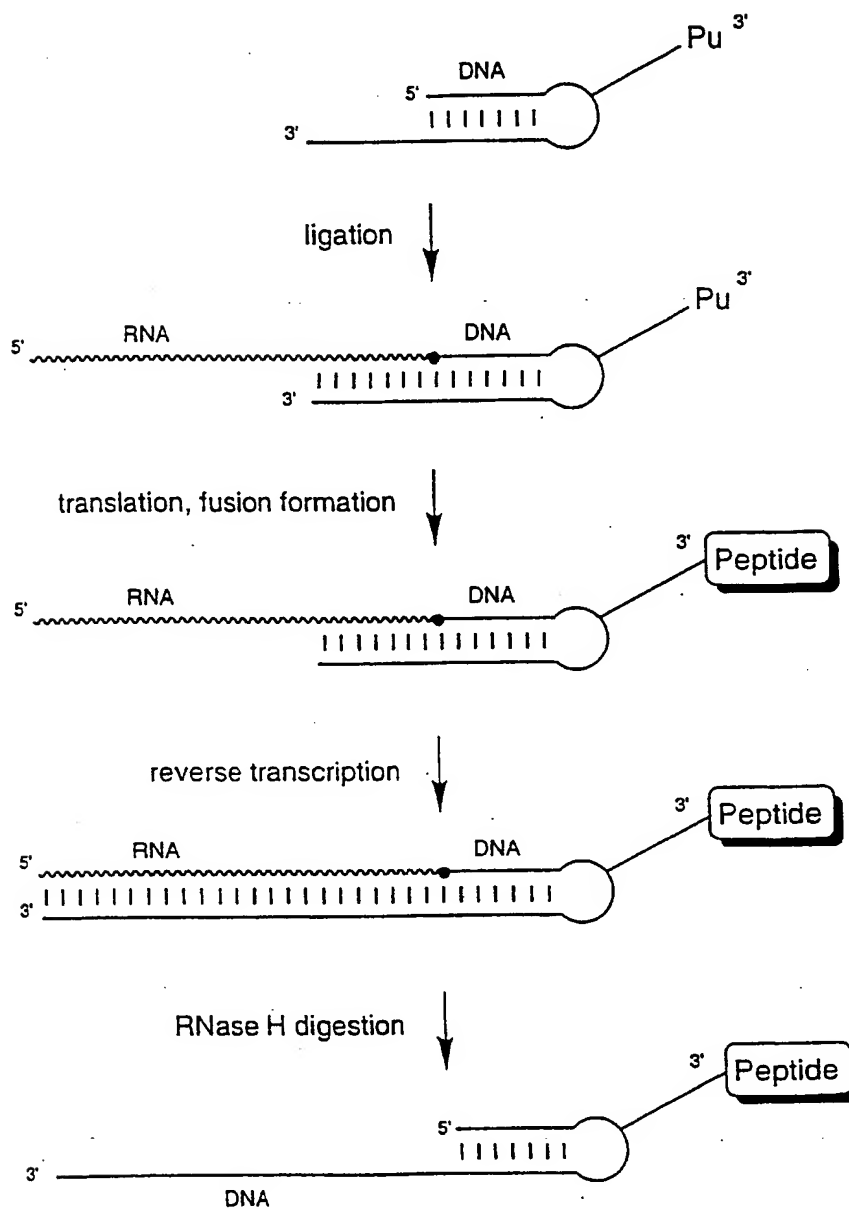 Pu 3'
DNA
5'
3'
ligation
Pu 3'
RNA DNA
5'
3'
translation, fusion formation
3' Peptide
RNA DNA
5'
reverse transcription
3' Peptide
RNA DNA
5'
3'
RNase H digestion
3' Peptide
5'
3'
DNA